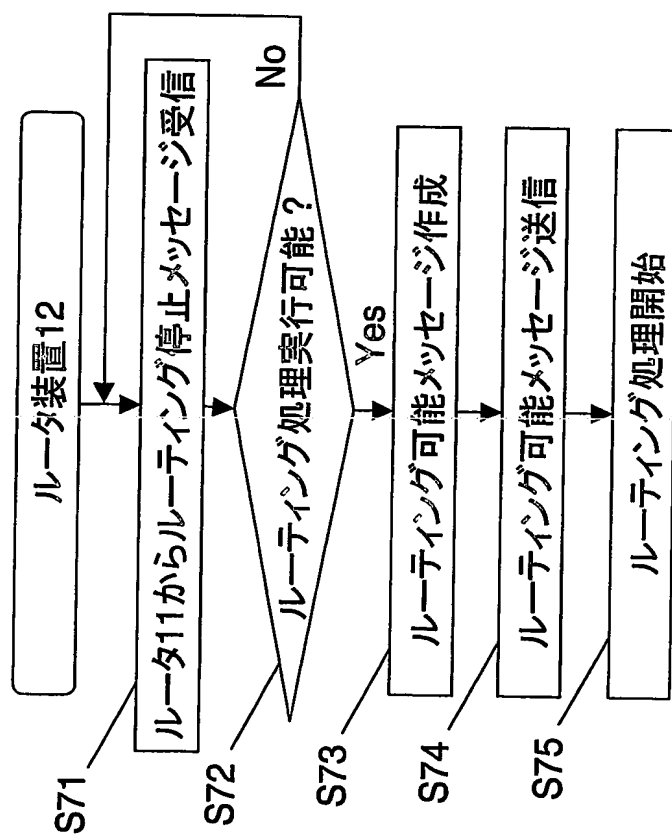 ルータ装置12
S71
ルータ11からルーティング停止メッセージ受信
S72
ルーティング処理実行可能？
No
Yes
S73
ルーティング可能メッセージ作成
S74
ルーティング可能メッセージ送信
S75
ルーティング処理開始